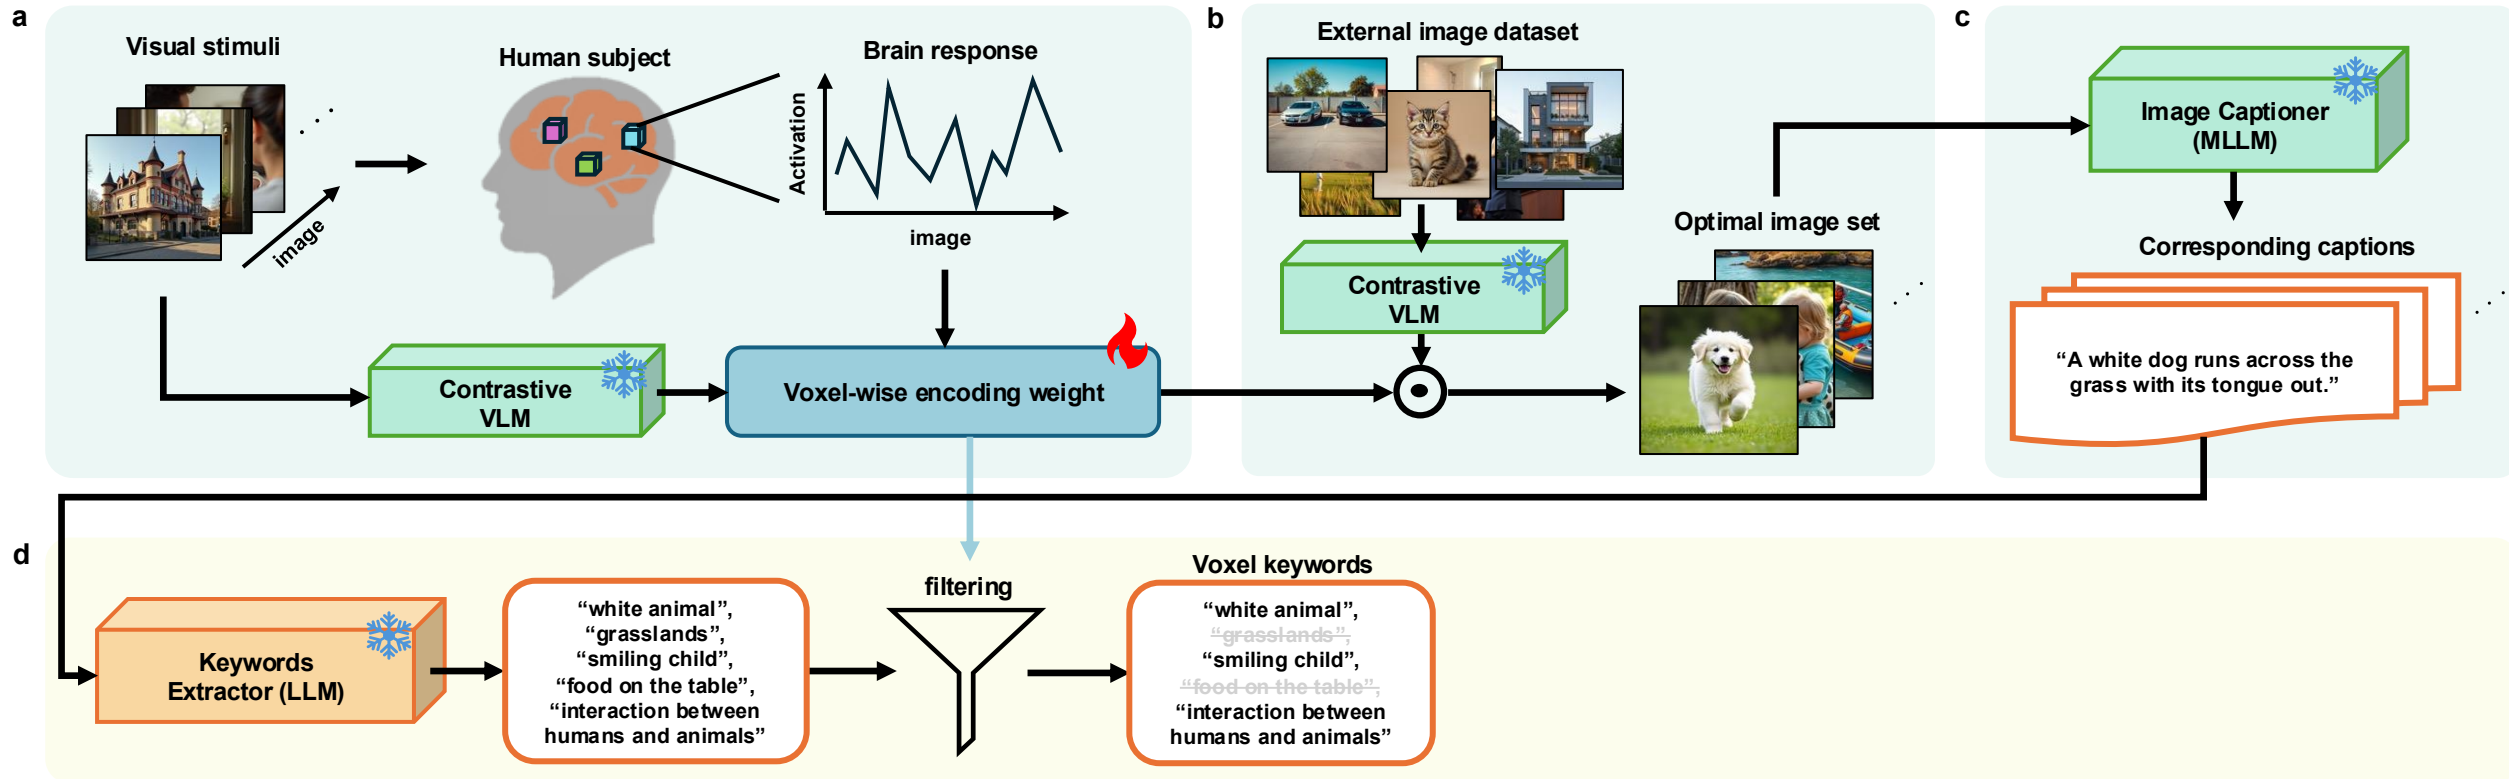 a
Visual stimuli
image
Human subject
Brain response
Activation
image
Contrastive
VLM
Voxel-wise encoding weight
b
External image dataset
Contrastive
VLM
Optimal image set
c
Image Captioner
(MLLM)
Corresponding captions
“A white dog runs across the
grass with its tongue out.”
d
Keywords
Extractor (LLM)
“white animal”,
“grasslands”,
“smiling child”,
“food on the table”,
“interaction between
humans and animals”
filtering
Voxel keywords
“white animal”,
“grasslands”,
“smiling child”,
“food on the table”,
“interaction between
humans and animals”